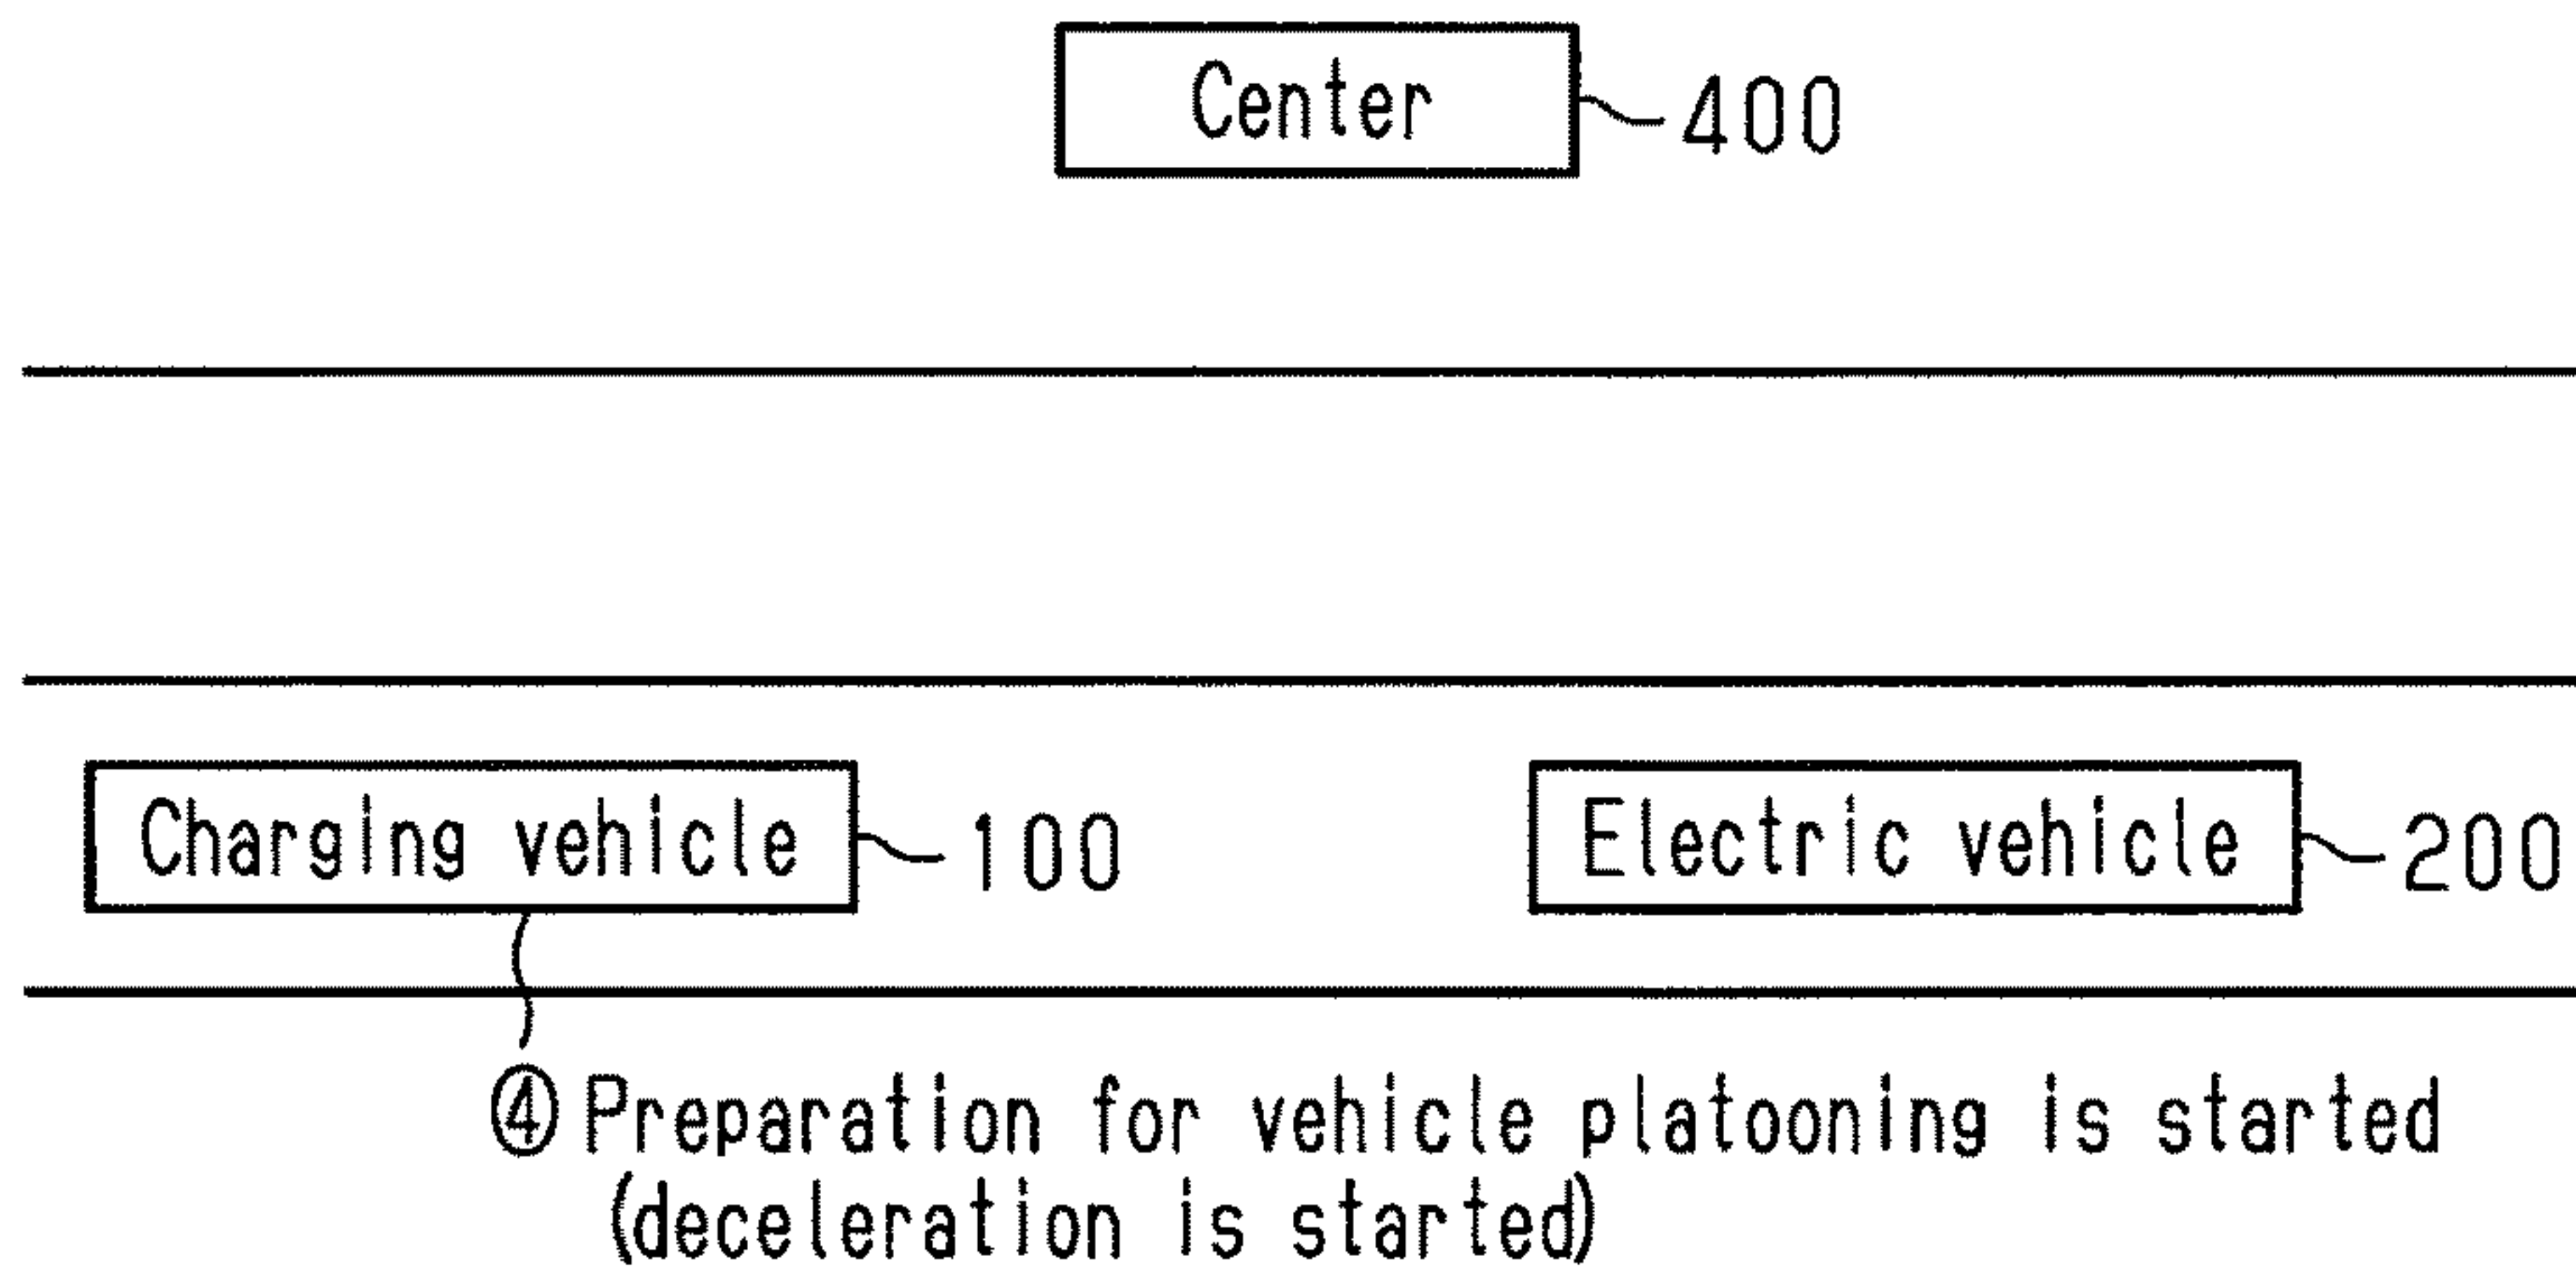 Center 400
Charging vehicle 100 Electric vehicle 200
④ Preparation for vehicle platooning is started
(deceleration is started)